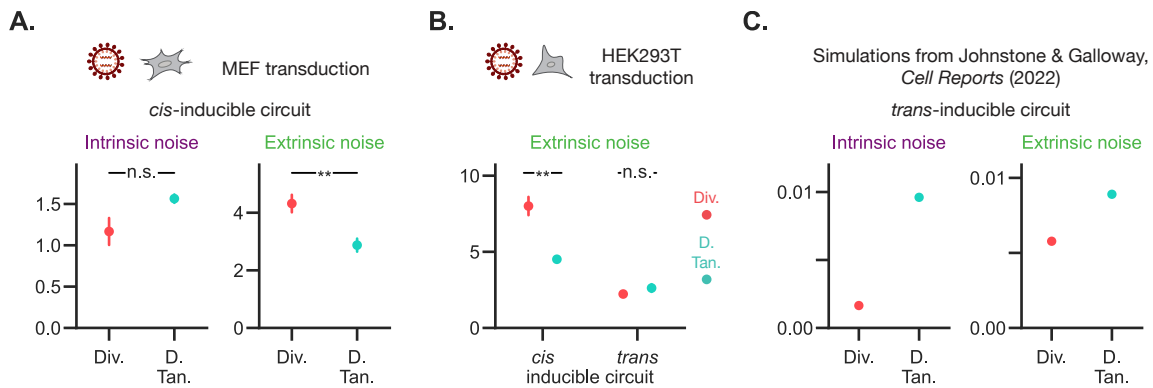 A.
MEF transduction
cis-inducible circuit
Intrinsic noise
n.s.
1.5
1.0
0.5
0.0
Div.
D.
Tan.
Extrinsic noise
**
4
2
0
Div.
D.
Tan.
B.
HEK293T
transduction
Extrinsic noise
**
n.s.
10
5
0
cis
trans
inducible circuit
Div.
D.
Tan.
C.
Simulations from Johnstone & Galloway,
Cell Reports (2022)
trans-inducible circuit
Intrinsic noise
0.01
0.00
Div.
D.
Tan.
Extrinsic noise
0.01
0.00
Div.
D.
Tan.